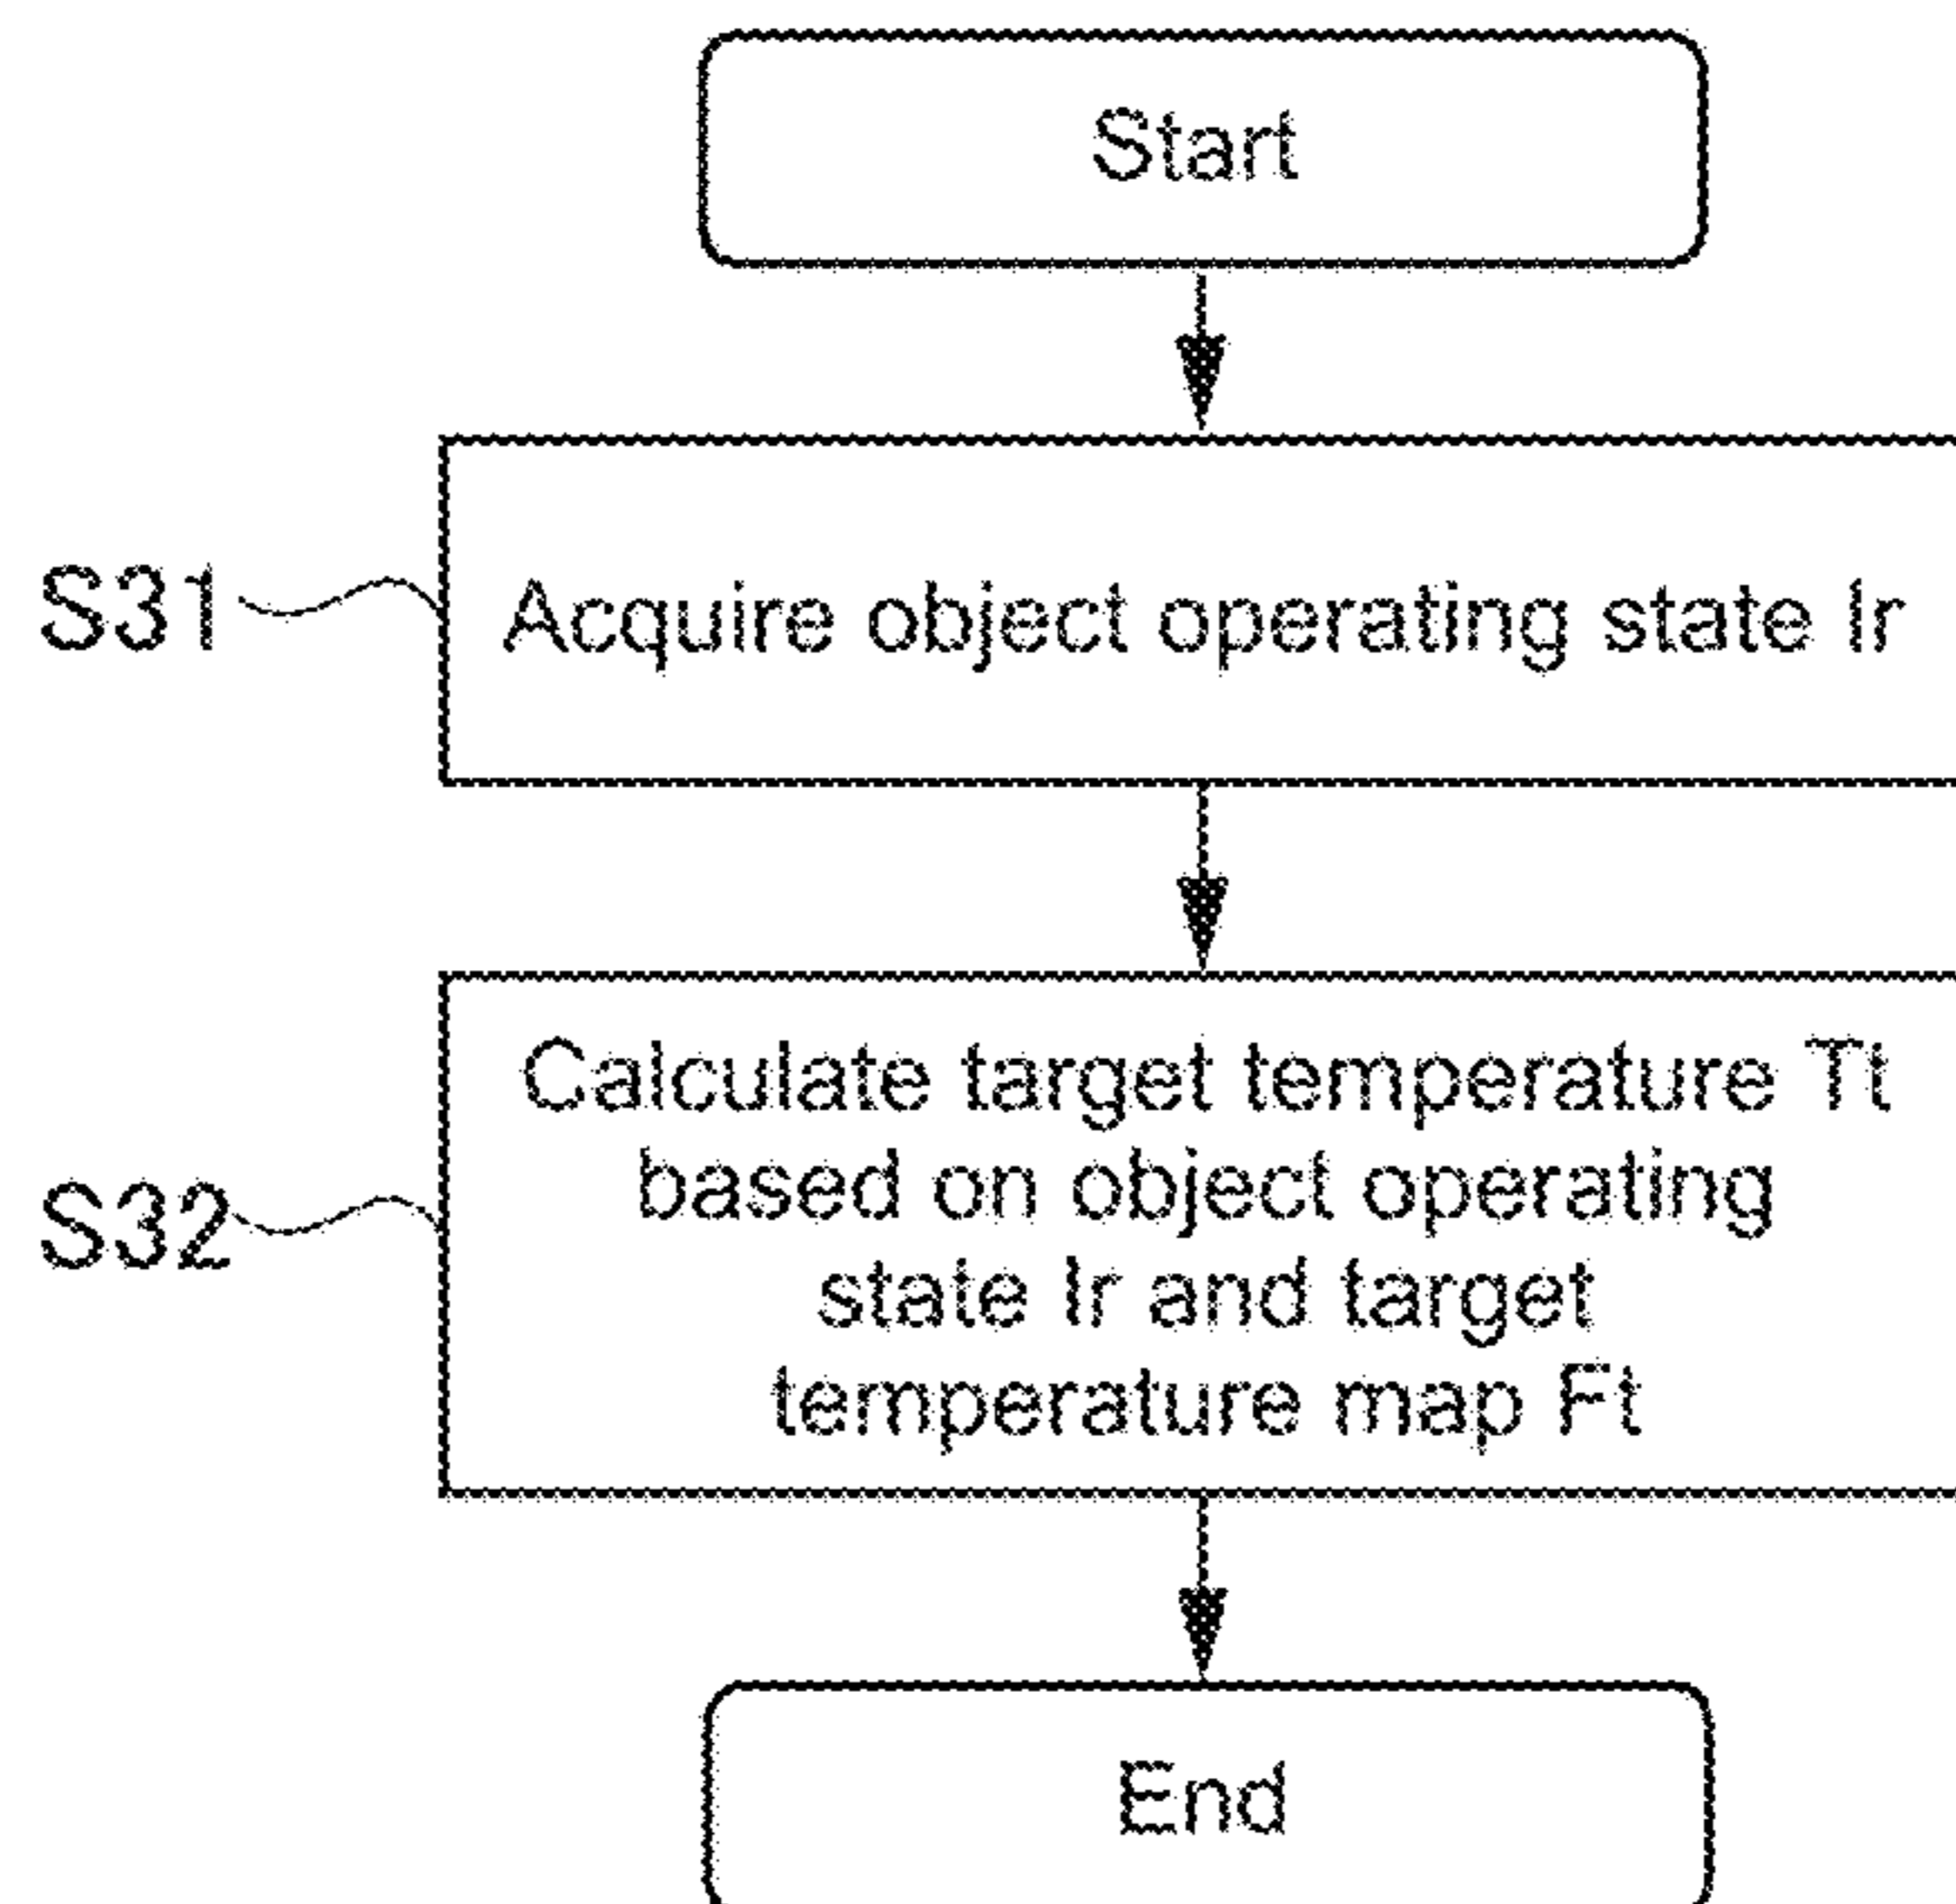 Start
S31
Acquire object operating state Ir
S32
Calculate target temperature Tt
based on object operating
state Ir and target
temperature map Ft
End